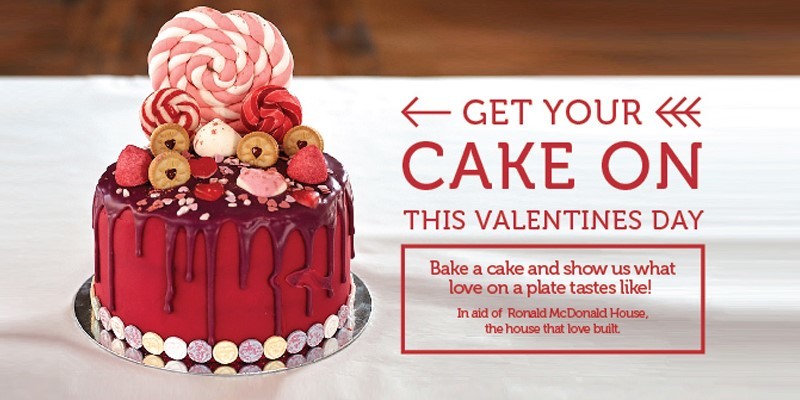 GET YOUR
CAKE ON
THIS VALENTINES DAY
Bake a cake and show us what
love on a plate tastes like!
In aid of Ronald McDonald House,
the house that love built.